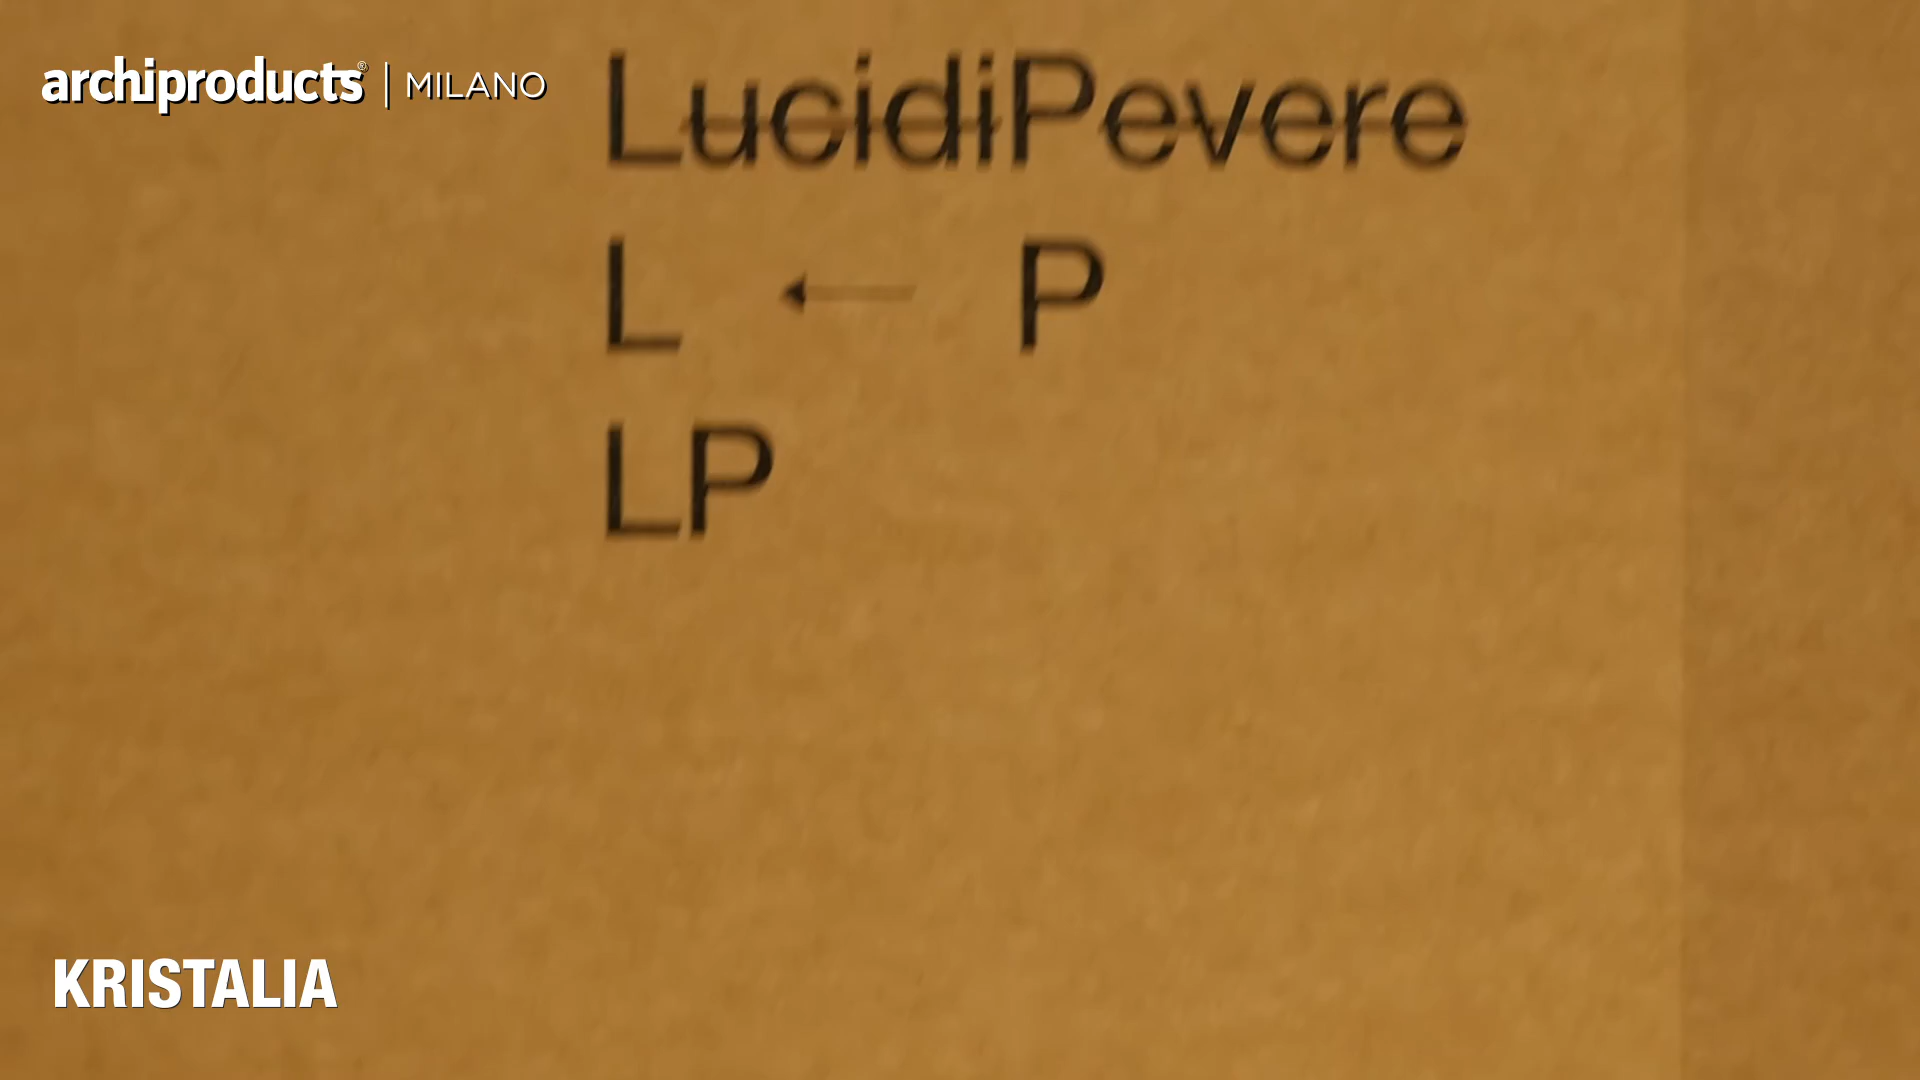 archiproducts® | MILANO
LucidiPevere
L ← P
LP
KRISTALIA